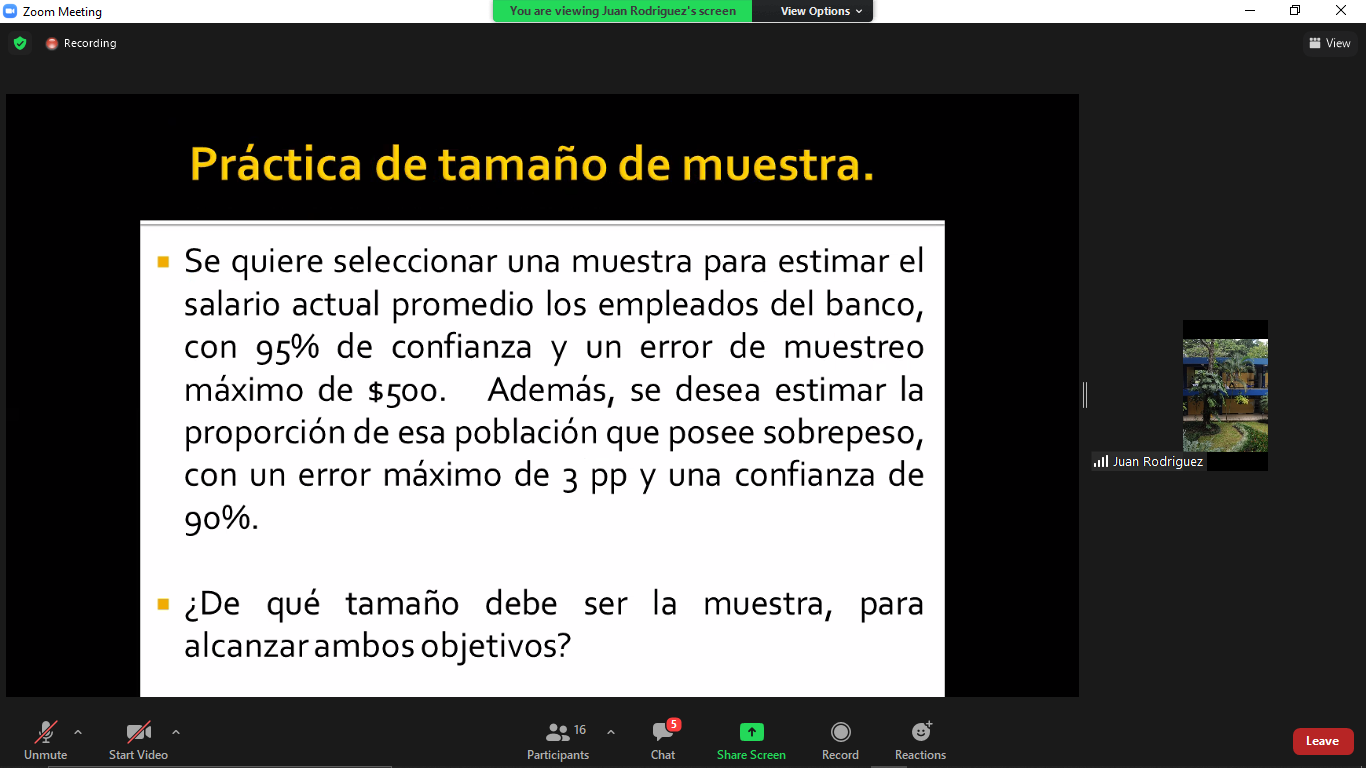 Zoom Meeting
You are viewing Juan Rodriguez's screen
View Options
Recording
View
Práctica de tamaño de muestra.
Se quiere seleccionar una muestra para estimar el
salario actual promedio los empleados del banco,
con 95% de confianza y un error de muestreo
máximo de $500. Además, se desea estimar la
proporción de esa población que posee sobrepeso,
con un error máximo de 3 pp y una confianza de
90%.
¿De qué tamaño debe ser la muestra, para
alcanzar ambos objetivos?
Juan Rodriguez
Unmute
Start Video
16
Participants
5
Chat
Share Screen
Record
Reactions
Leave